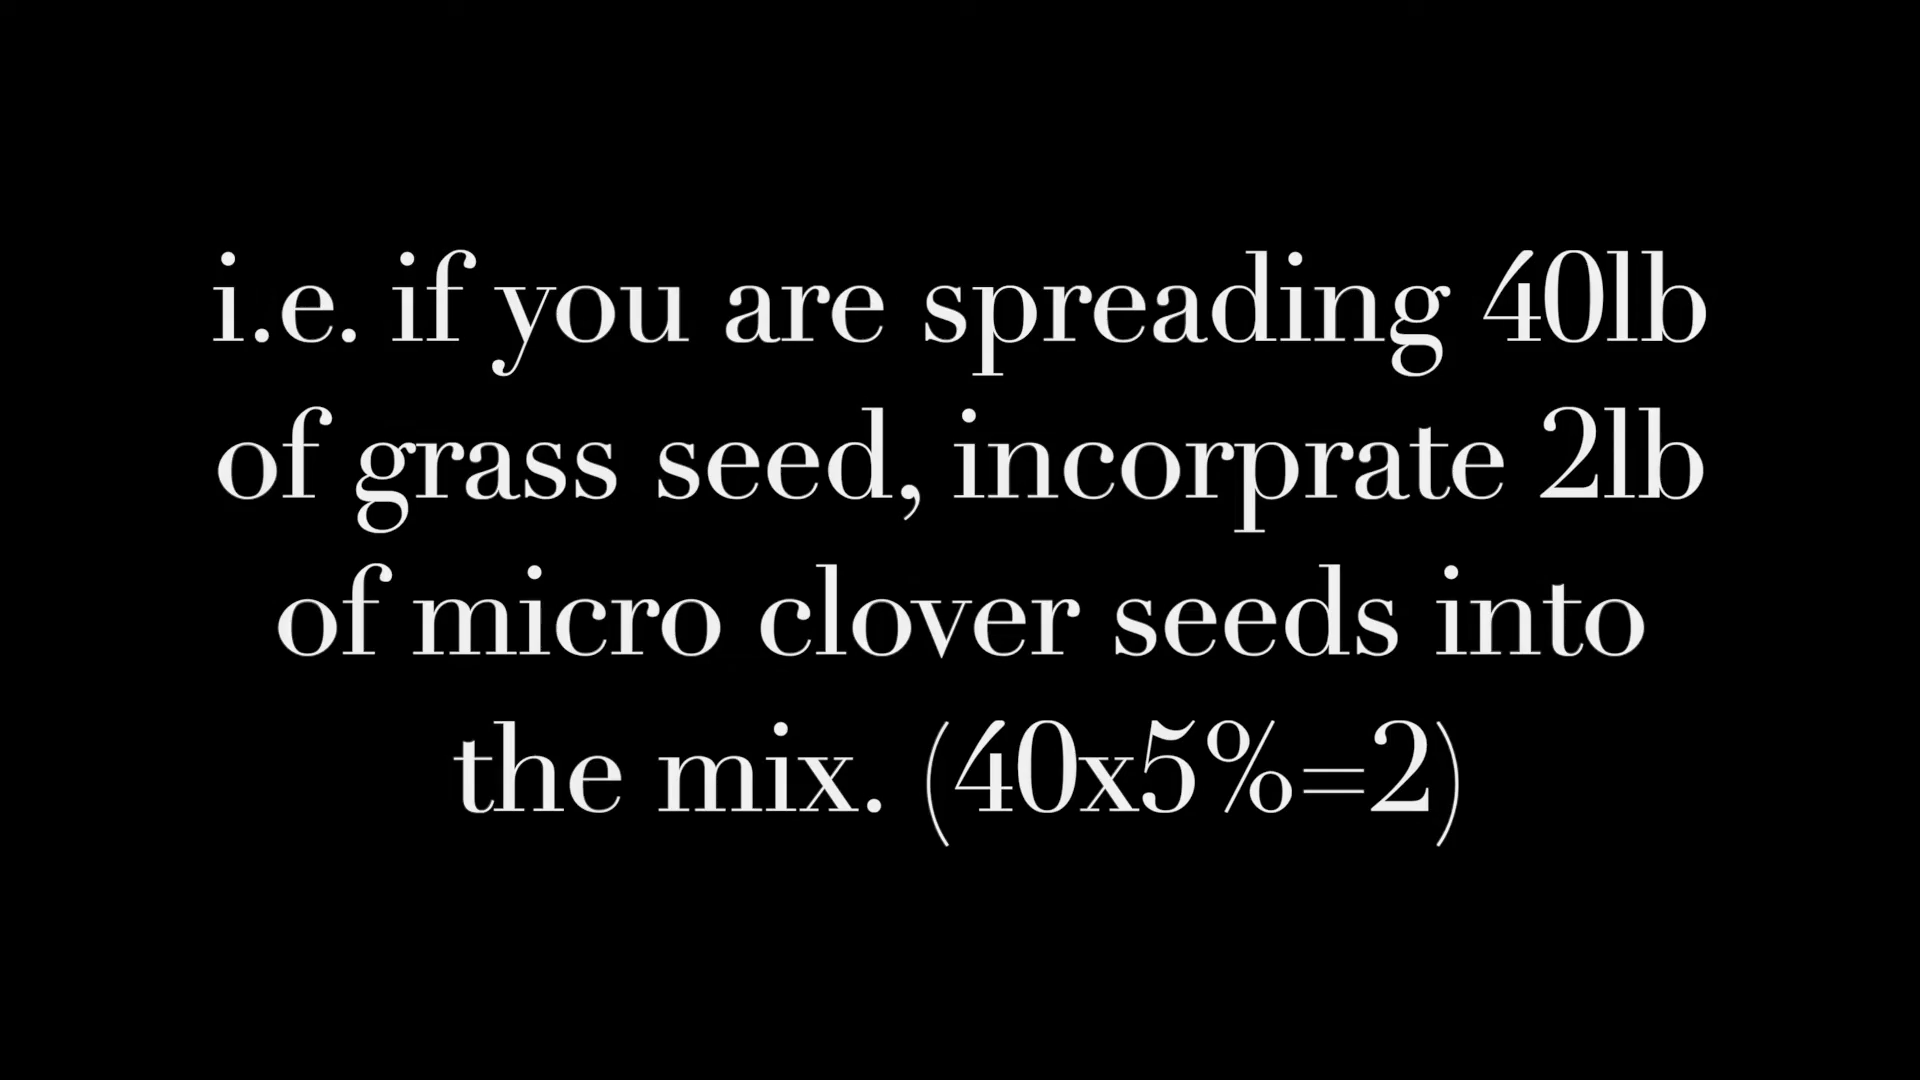 i.e. if you are spreading 40lb
of grass seed, incorprate 2lb
of micro clover seeds into
the mix. (40x5%=2)